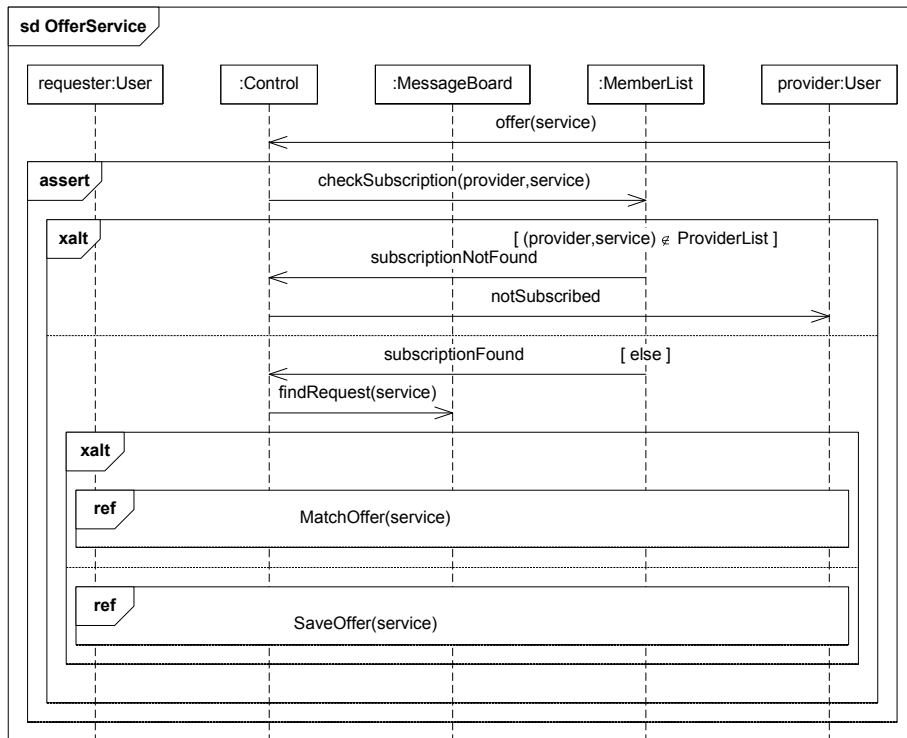 sd OfferService
requester:User
:Control
:MessageBoard
:MemberList
provider:User
offer(service)
assert
checkSubscription(provider,service)
xalt
[ (provider,service) ∉ ProviderList ]
subscriptionNotFound
notSubscribed
subscriptionFound
[ else ]
findRequest(service)
xalt
ref
MatchOffer(service)
ref
SaveOffer(service)